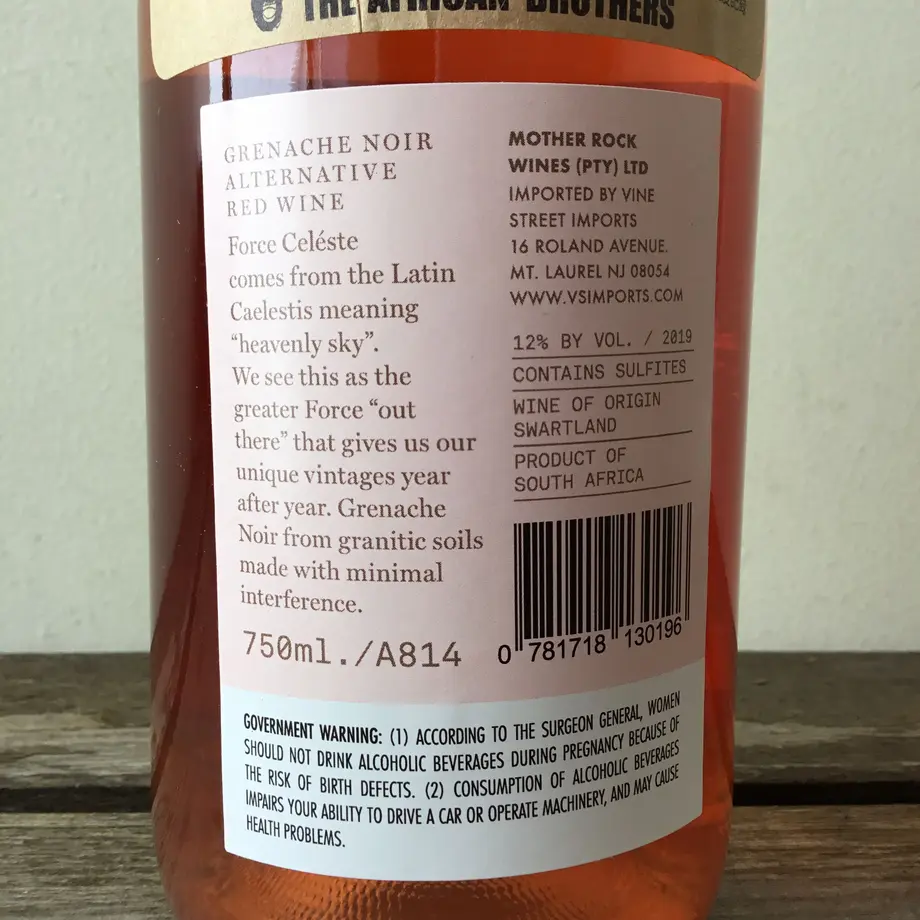 THE AFRICAN BROTHERS
GRENACHE NOIR
ALTERNATIVE
RED WINE
Force Celéste
comes from the Latin
Caelestis meaning
“heavenly sky”.
We see this as the
greater Force “out
there” that gives us our
unique vintages year
after year. Grenache
Noir from granitic soils
made with minimal
interference.
750ml./A814
MOTHER ROCK
WINES (PTY) LTD
IMPORTED BY VINE
STREET IMPORTS
16 ROLAND AVENUE.
MT. LAUREL NJ 08054
WWW.VSIMPORTS.COM
12% BY VOL. / 2019
CONTAINS SULFITES
WINE OF ORIGIN
SWARTLAND
PRODUCT OF
SOUTH AFRICA
0 781718 130196
GOVERNMENT WARNING: (1) ACCORDING TO THE SURGEON GENERAL, WOMEN
SHOULD NOT DRINK ALCOHOLIC BEVERAGES DURING PREGNANCY BECAUSE OF
THE RISK OF BIRTH DEFECTS. (2) CONSUMPTION OF ALCOHOLIC BEVERAGES
IMPAIRS YOUR ABILITY TO DRIVE A CAR OR OPERATE MACHINERY, AND MAY CAUSE
HEALTH PROBLEMS.